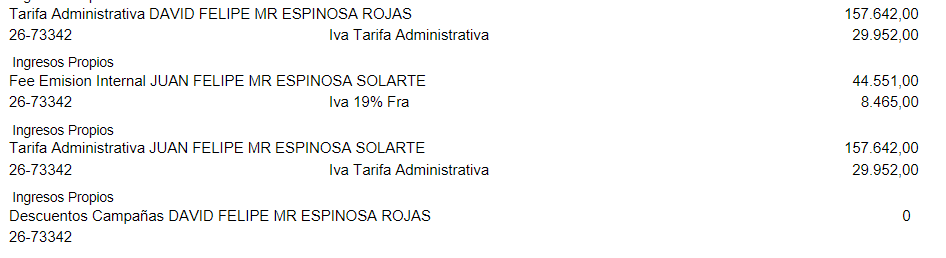 Tarifa Administrativa DAVID FELIPE MR ESPINOSA ROJAS 157.642,00
26-73342 Iva Tarifa Administrativa 29.952,00
Ingresos Propios
Fee Emision Internal JUAN FELIPE MR ESPINOSA SOLARTE 44.551,00
26-73342 Iva 19% Fra 8.465,00
Ingresos Propios
Tarifa Administrativa JUAN FELIPE MR ESPINOSA SOLARTE 157.642,00
26-73342 Iva Tarifa Administrativa 29.952,00
Ingresos Propios
Descuentos Campañas DAVID FELIPE MR ESPINOSA ROJAS 0
26-73342